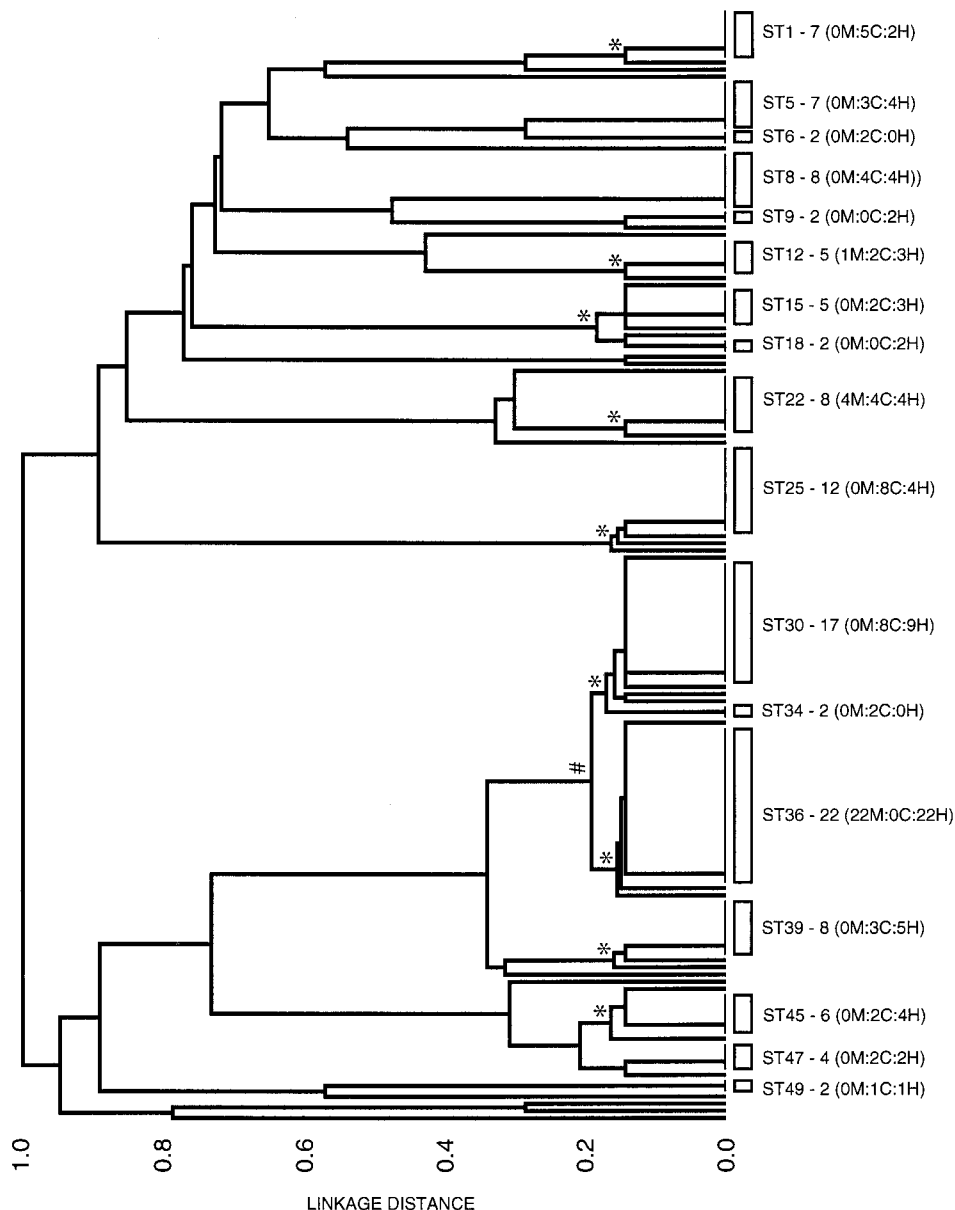 *
ST1 - 7 (0M:5C:2H)
ST5 - 7 (0M:3C:4H)
ST6 - 2 (0M:2C:0H)
ST8 - 8 (0M:4C:4H))
ST9 - 2 (0M:0C:2H)
*
ST12 - 5 (1M:2C:3H)
*
ST15 - 5 (0M:2C:3H)
ST18 - 2 (0M:0C:2H)
*
ST22 - 8 (4M:4C:4H)
ST25 - 12 (0M:8C:4H)
*
ST30 - 17 (0M:8C:9H)
*
ST34 - 2 (0M:2C:0H)
#
ST36 - 22 (22M:0C:22H)
*
ST39 - 8 (0M:3C:5H)
*
*
ST45 - 6 (0M:2C:4H)
ST47 - 4 (0M:2C:2H)
ST49 - 2 (0M:1C:1H)
1.0 0.8 0.6 0.4 0.2 0.0
LINKAGE DISTANCE